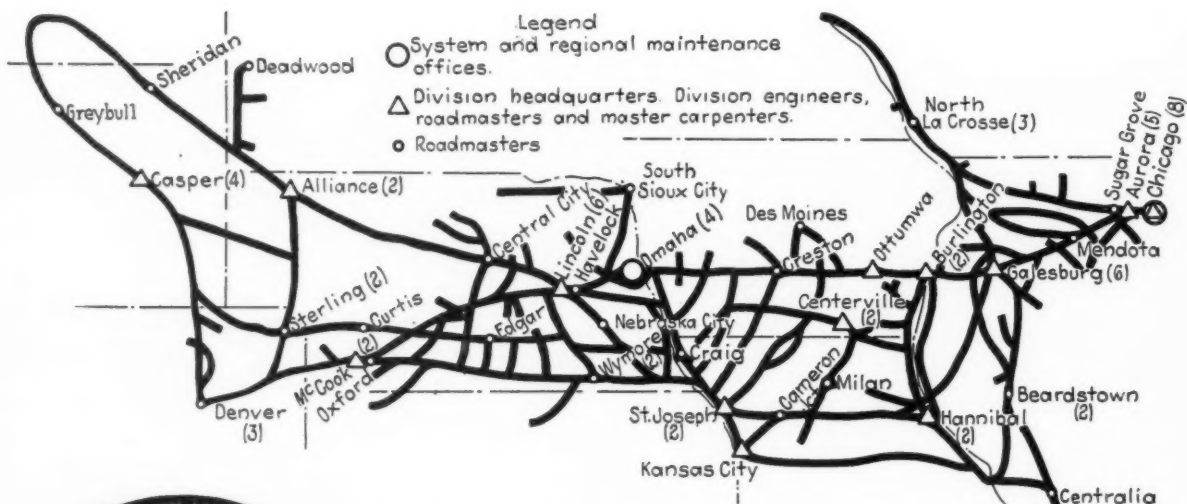 Legend
System and regional maintenance
offices.
Division headquarters. Division engineers,
roadmasters and master carpenters.
Roadmasters
Sheridan
Deadwood
Greybull
North
La Crosse (3)
Sugar Grove
Aurora (5)
Chicago (8)
Casper (4)
Alliance (2)
South
Sioux City
Central City
Lincoln (6)
Havelock
Omaha (4)
Des Moines
Creston
Ottumwa
Burlington
(2)
Mendota
Galesburg (6)
Sterling (2)
Curtis
(2)
Edgar
Nebraska City
Centerville
(2)
McCook
Oxford
Wymore
(2)
Craig
Cameron
Jct
Milan
Beardstown
(2)
Denver
(3)
St. Joseph
(2)
Hannibal
(2)
Kansas City
Centralia